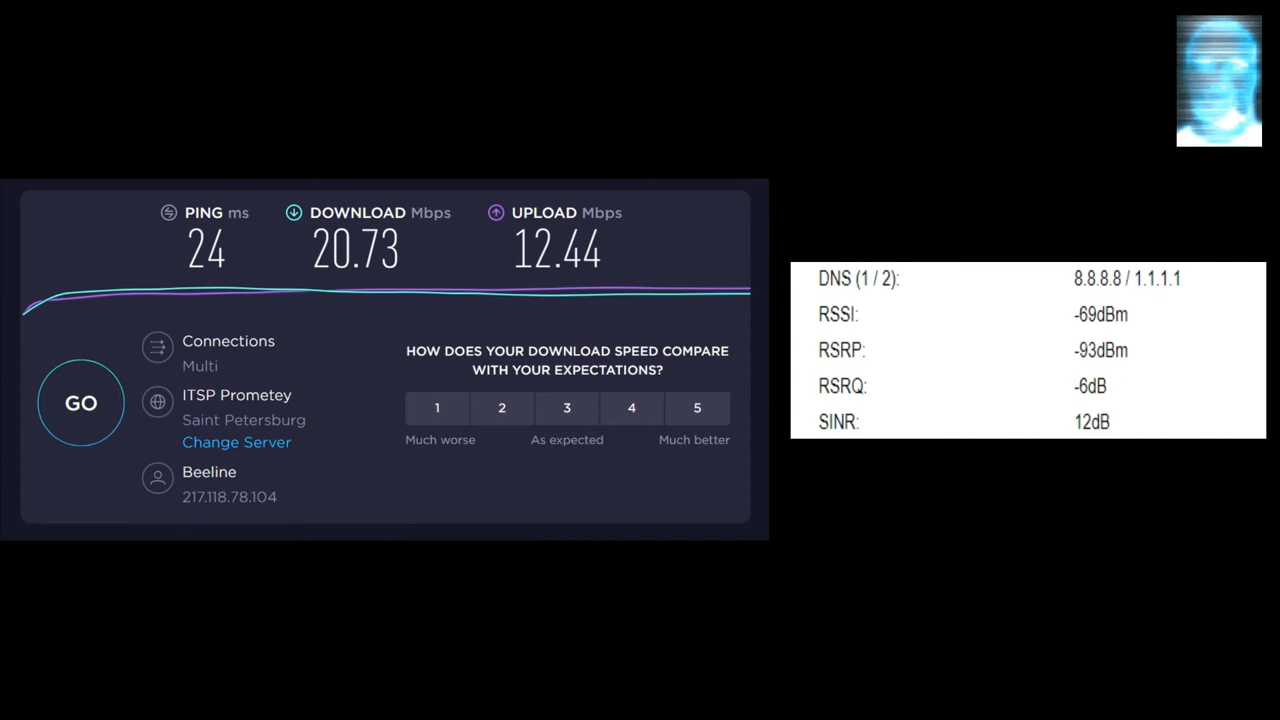 PING ms
24
DOWNLOAD Mbps
20.73
UPLOAD Mbps
12.44
GO
Connections
Multi
ITSP Prometey
Saint Petersburg
Change Server
Beeline
217.118.78.104
HOW DOES YOUR DOWNLOAD SPEED COMPARE
WITH YOUR EXPECTATIONS?
1 2 3 4 5
Much worse As expected Much better
DNS (1 / 2): 8.8.8.8 / 1.1.1.1
RSSI: -69dBm
RSRP: -93dBm
RSRQ: -6dB
SINR: 12dB